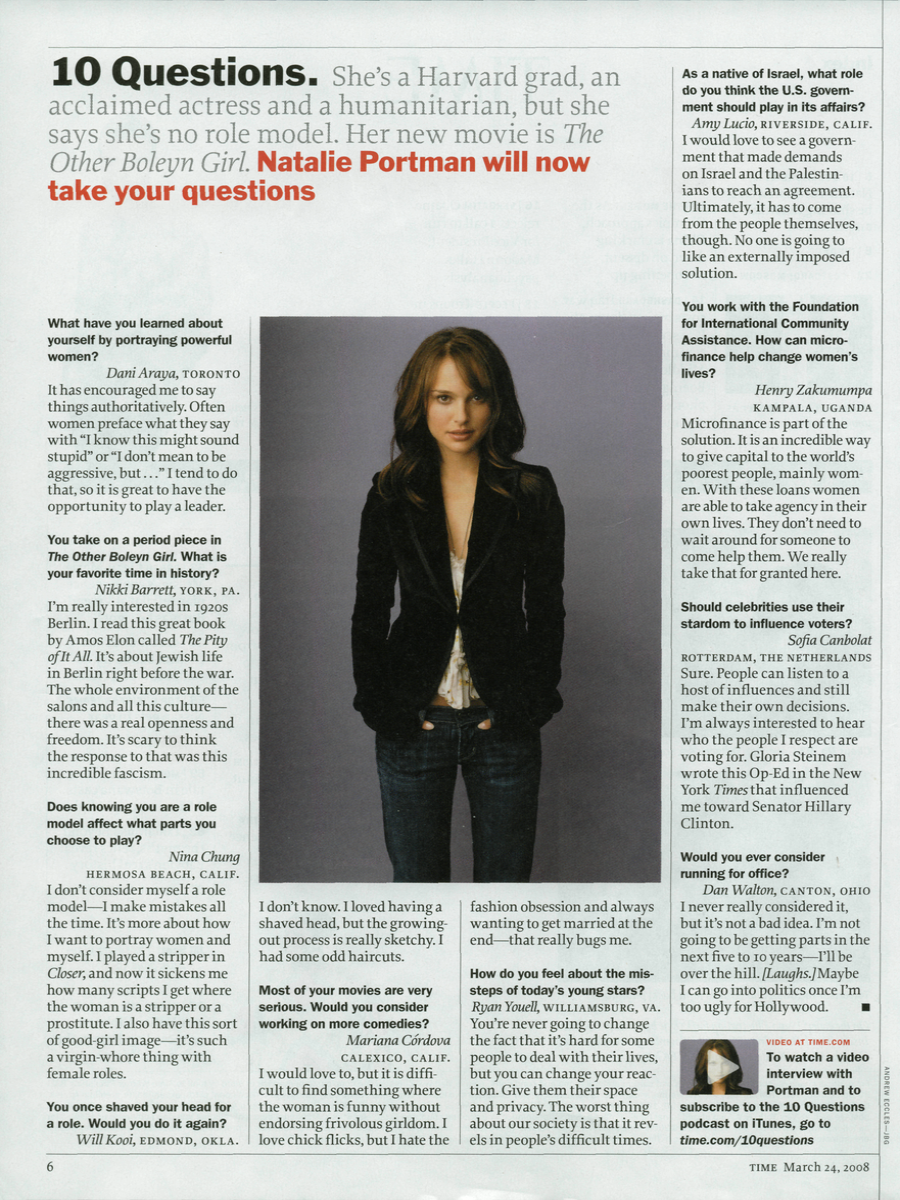 10 Questions. She's a Harvard grad, an
acclaimed actress and a humanitarian, but she
says she's no role model. Her new movie is The
Other Boleyn Girl. Natalie Portman will now
take your questions
What have you learned about
yourself by portraying powerful
women?
Dani Araya, TORONTO
It has encouraged me to say
things authoritatively. Often
women preface what they say
with “I know this might sound
stupid” or “I don't mean to be
aggressive, but . . .” I tend to do
that, so it is great to have the
opportunity to play a leader.
You take on a period piece in
The Other Boleyn Girl. What is
your favorite time in history?
Nikki Barrett, YORK, PA.
I'm really interested in 1920s
Berlin. I read this great book
by Amos Elon called The Pity
of It All. It's about Jewish life
in Berlin right before the war.
The whole environment of the
salons and all this culture—
there was a real openness and
freedom. It's scary to think
the response to that was this
incredible fascism.
Does knowing you are a role
model affect what parts you
choose to play?
Nina Chung
HERMOSA BEACH, CALIF.
I don't consider myself a role
model—I make mistakes all
the time. It's more about how
I want to portray women and
myself. I played a stripper in
Closer, and now it sickens me
how many scripts I get where
the woman is a stripper or a
prostitute. I also have this sort
of good-girl image—it's such
a virgin-whore thing with
female roles.
You once shaved your head for
a role. Would you do it again?
Will Kooi, EDMOND, OKLA.
I don't know. I loved having a
shaved head, but the growing-
out process is really sketchy. I
had some odd haircuts.
Most of your movies are very
serious. Would you consider
working on more comedies?
Mariana Córdova
CALEXICO, CALIF.
I would love to, but it is diffi-
cult to find something where
the woman is funny without
endorsing frivolous girldom. I
love chick flicks, but I hate the
fashion obsession and always
wanting to get married at the
end—that really bugs me.
How do you feel about the mis-
steps of today's young stars?
Ryan Youell, WILLIAMSBURG, VA.
You're never going to change
the fact that it's hard for some
people to deal with their lives,
but you can change your reac-
tion. Give them their space
and privacy. The worst thing
about our society is that it rev-
els in people's difficult times.
As a native of Israel, what role
do you think the U.S. govern-
ment should play in its affairs?
Amy Lucio, RIVERSIDE, CALIF.
I would love to see a govern-
ment that made demands
on Israel and the Palestin-
ians to reach an agreement.
Ultimately, it has to come
from the people themselves,
though. No one is going to
like an externally imposed
solution.
You work with the Foundation
for International Community
Assistance. How can micro-
finance help change women's
lives?
Henry Zakumumpa
KAMPALA, UGANDA
Microfinance is part of the
solution. It is an incredible way
to give capital to the world's
poorest people, mainly wom-
en. With these loans women
are able to take agency in their
own lives. They don't need to
wait around for someone to
come help them. We really
take that for granted here.
Should celebrities use their
stardom to influence voters?
Sofia Canbolat
ROTTERDAM, THE NETHERLANDS
Sure. People can listen to a
host of influences and still
make their own decisions.
I'm always interested to hear
who the people I respect are
voting for. Gloria Steinem
wrote this Op-Ed in the New
York Times that influenced
me toward Senator Hillary
Clinton.
Would you ever consider
running for office?
Dan Walton, CANTON, OHIO
I never really considered it,
but it's not a bad idea. I'm not
going to be getting parts in the
next five to 10 years—I'll be
over the hill. [Laughs.] Maybe
I can go into politics once I'm
too ugly for Hollywood.
VIDEO AT TIME.COM
To watch a video
interview with
Portman and to
subscribe to the 10 Questions
podcast on iTunes, go to
time.com/10questions
ANDREW ECCLES—JBG
6
TIME March 24, 2008